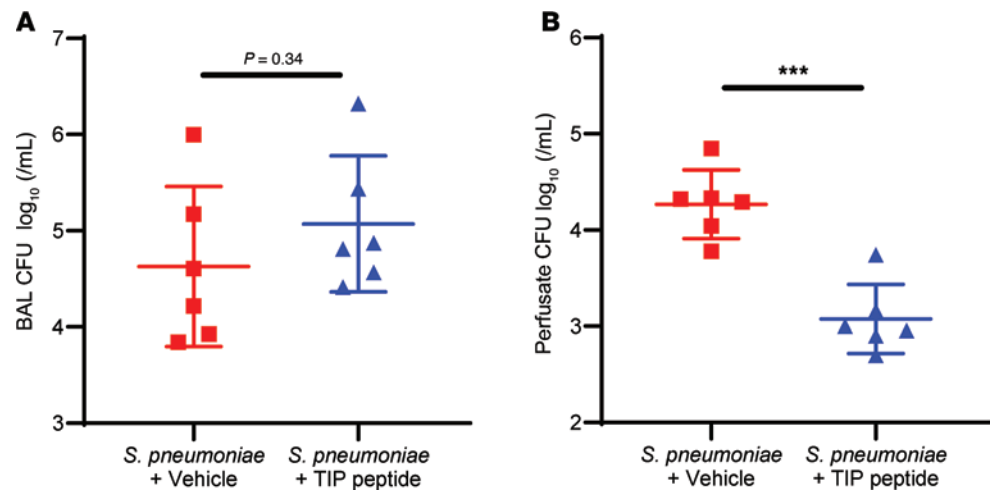 A
BAL CFU log₁₀ (/mL)
7
6
5
4
3
P = 0.34
S. pneumoniae
+ Vehicle
S. pneumoniae
+ TIP peptide
B
Perfusate CFU log₁₀ (/mL)
6
5
4
3
2
***
S. pneumoniae
+ Vehicle
S. pneumoniae
+ TIP peptide